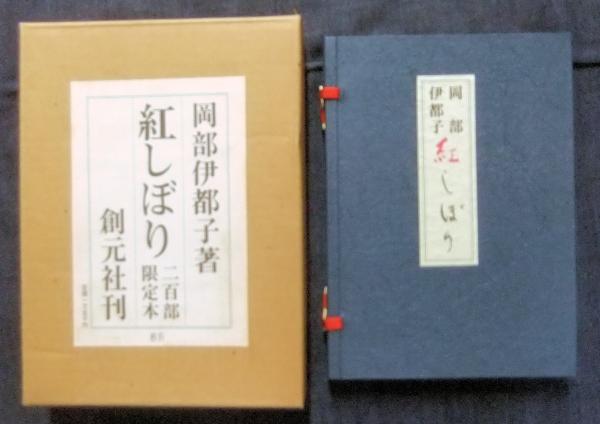 岡部伊都子著
紅しぼり
二百部
限定本
創元社刊
岡部
伊都子
紅しぼり